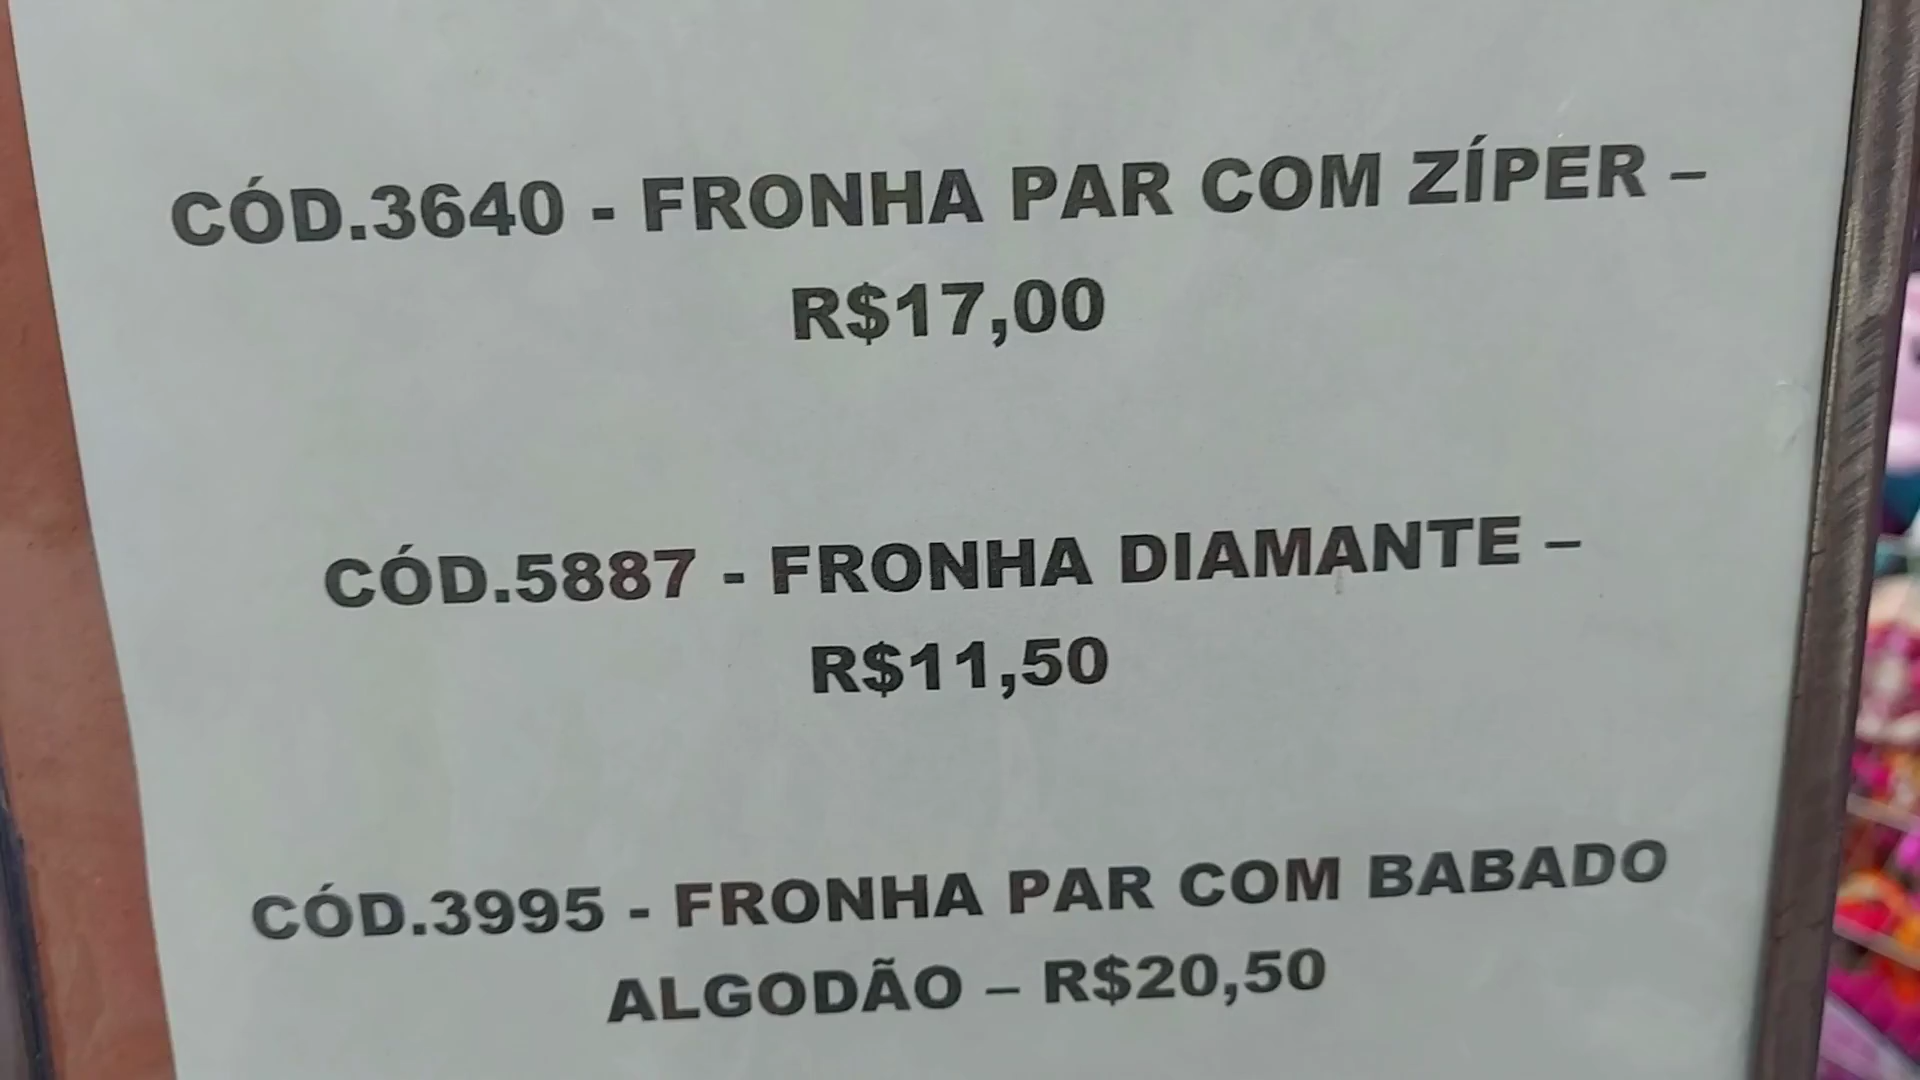 CÓD.3640 - FRONHA PAR COM ZÍPER –
R$17,00
CÓD.5887 - FRONHA DIAMANTE –
R$11,50
CÓD.3995 - FRONHA PAR COM BABADO
ALGODÃO – R$20,50